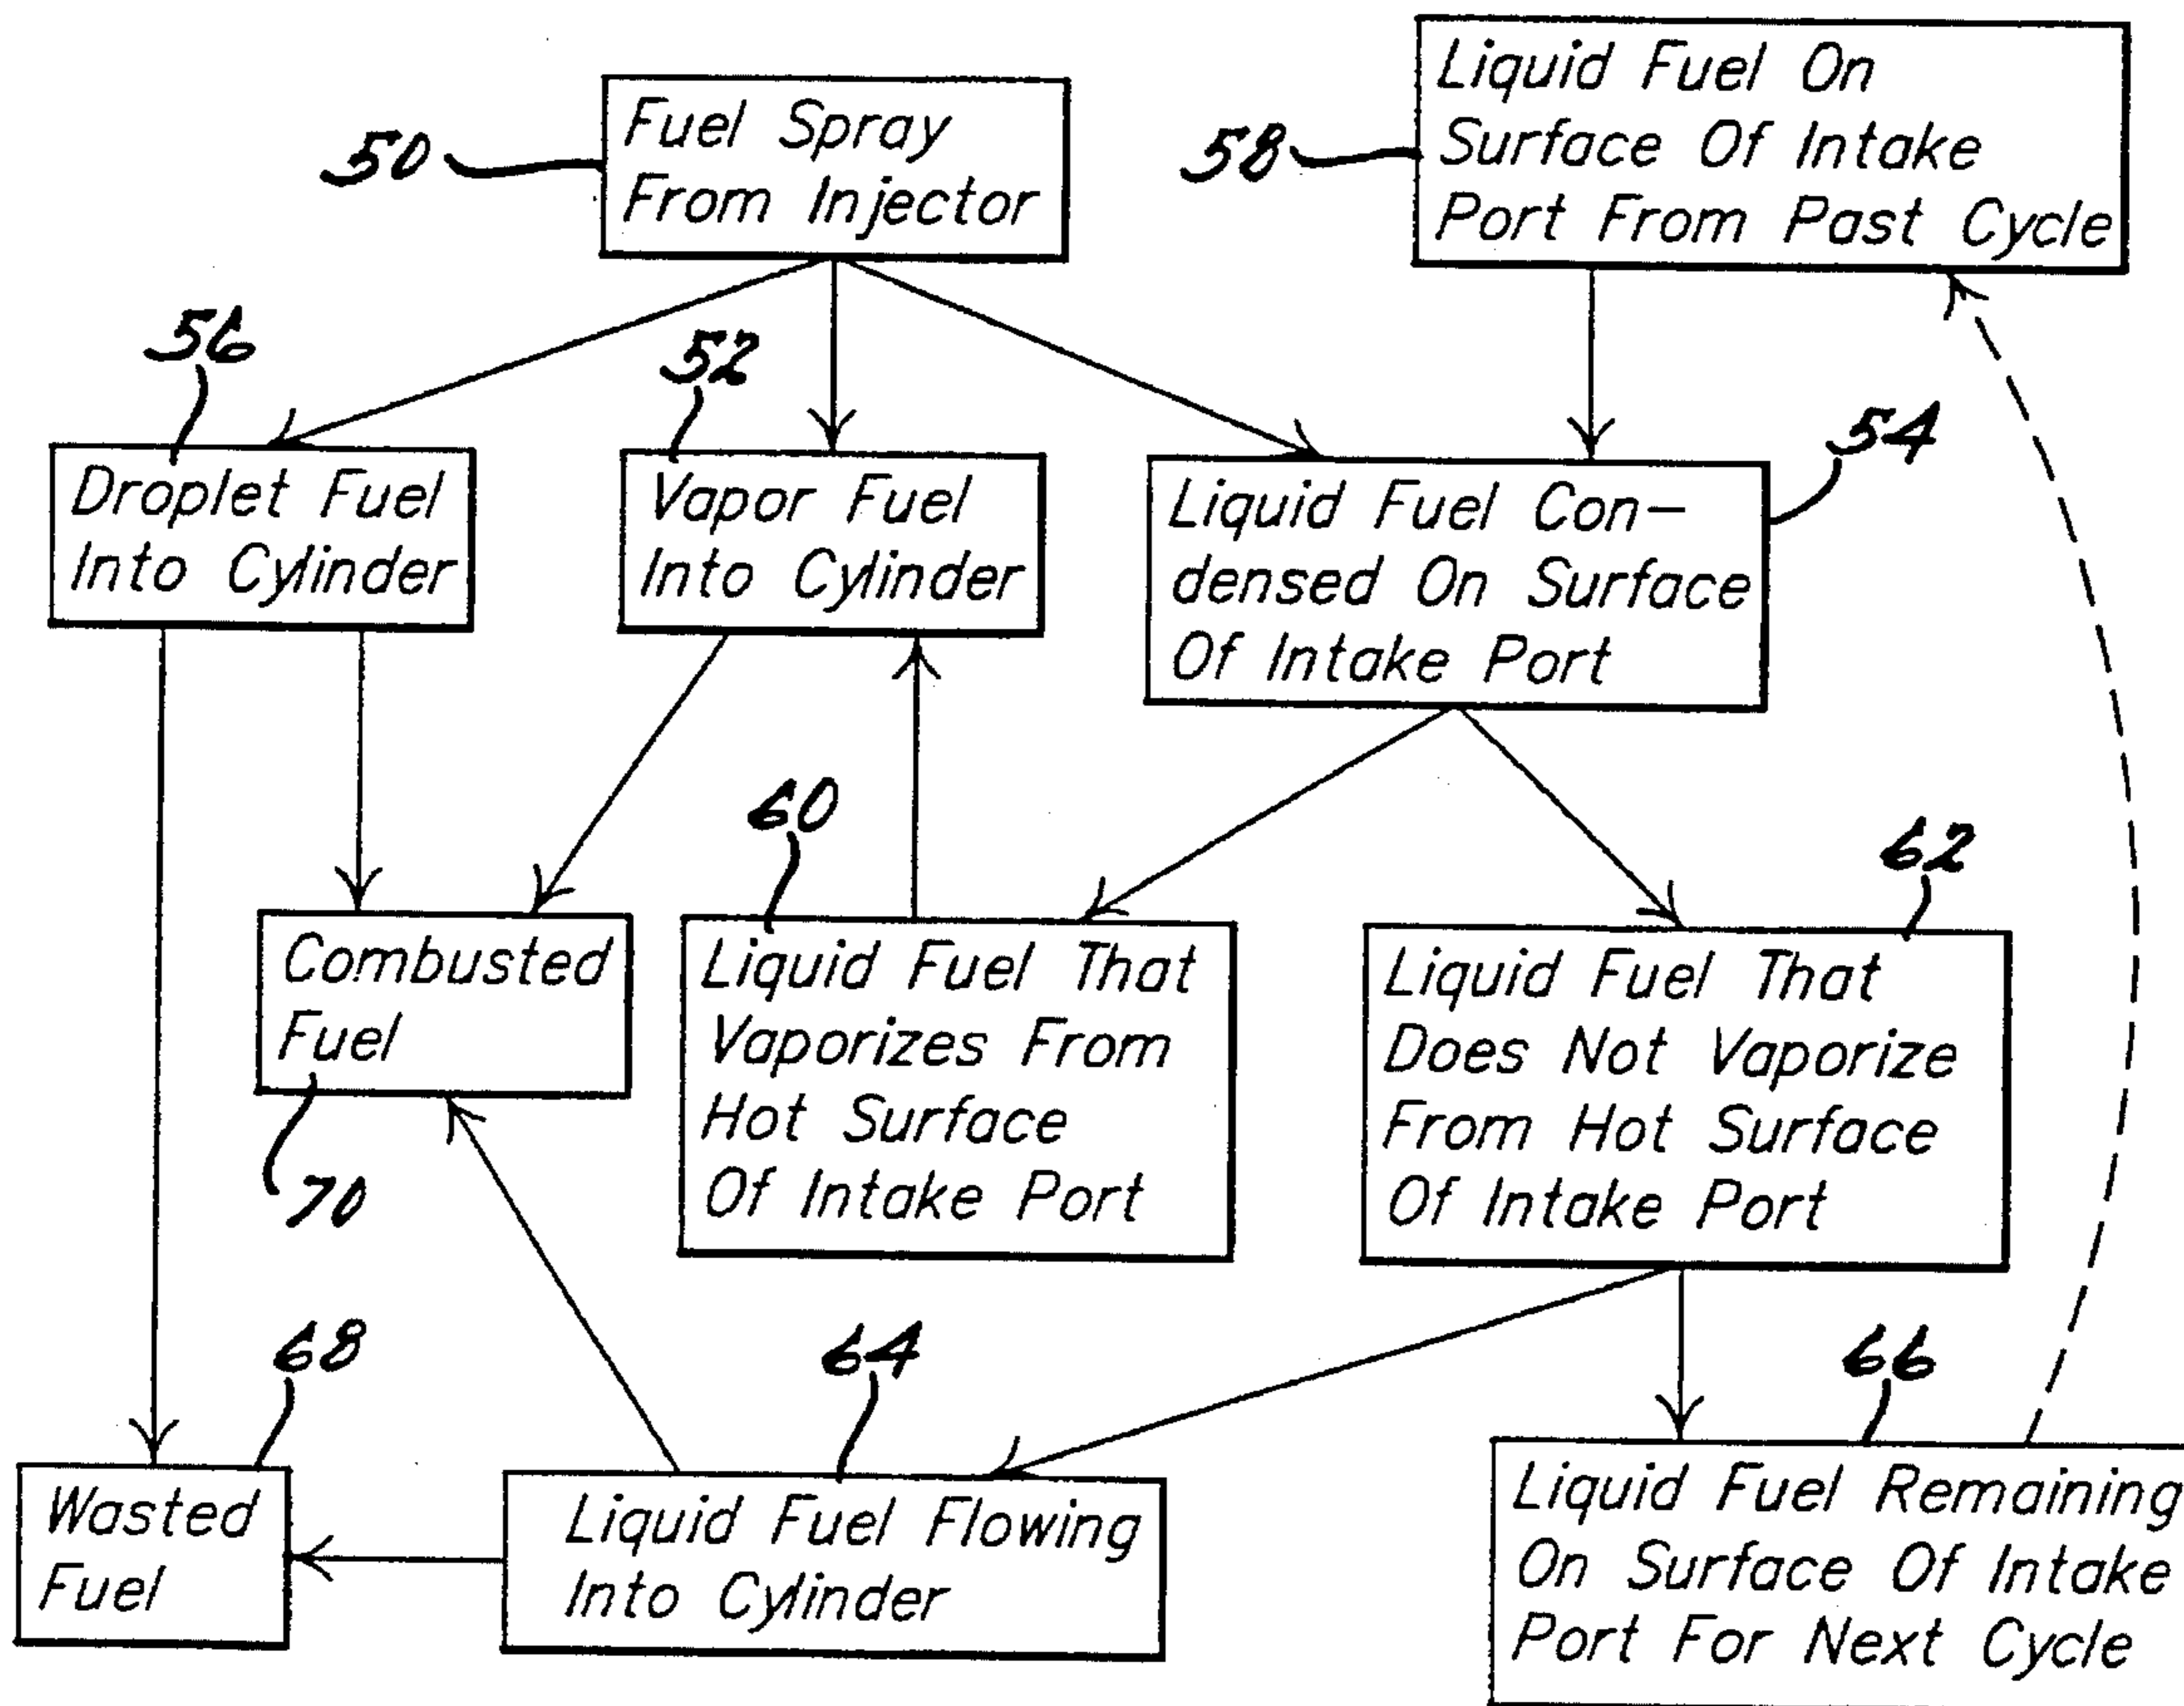 Liquid Fuel On
Surface Of Intake
Port From Past Cycle
58
Fuel Spray
From Injector
50
56
52
54
Droplet Fuel
Into Cylinder
Vapor Fuel
Into Cylinder
Liquid Fuel Con-
densed On Surface
Of Intake Port
60
62
Combusted
Fuel
70
Liquid Fuel That
Vaporizes From
Hot Surface
Of Intake Port
Liquid Fuel That
Does Not Vaporize
From Hot Surface
Of Intake Port
68
64
66
Wasted
Fuel
Liquid Fuel Flowing
Into Cylinder
Liquid Fuel Remaining
On Surface Of Intake
Port For Next Cycle